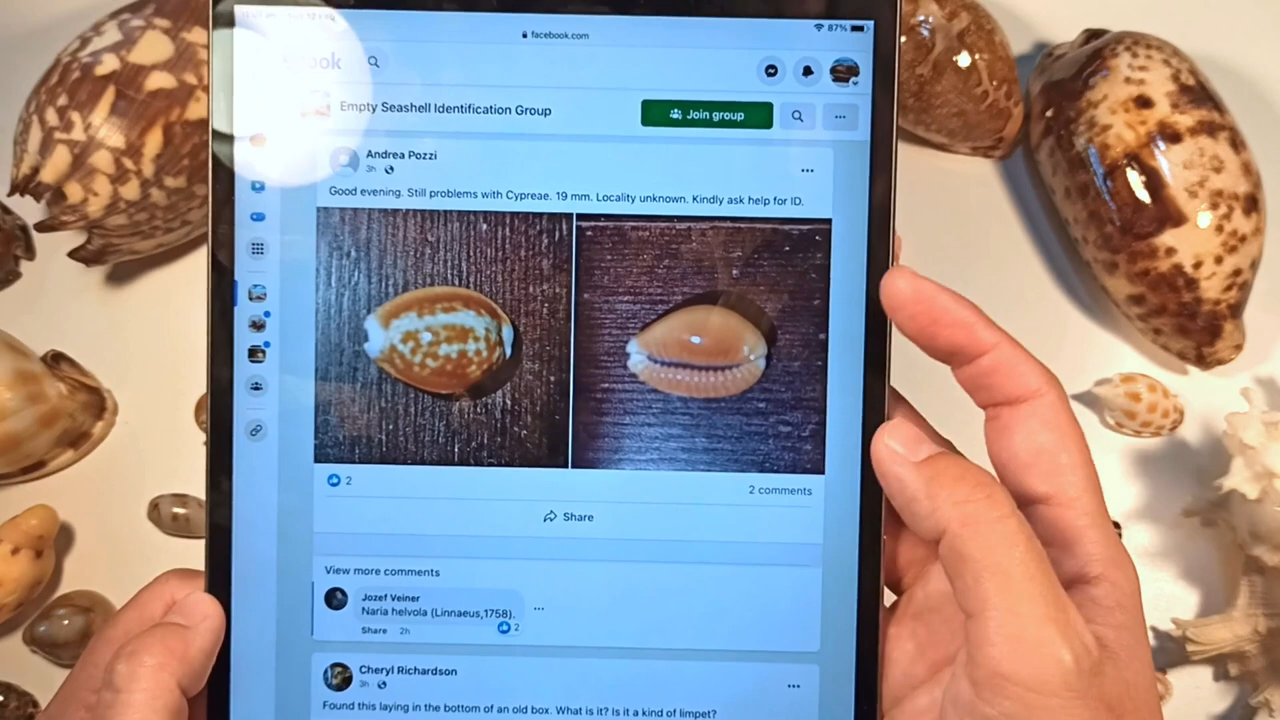 facebook.com
87%
ook
Empty Seashell Identification Group
Join group
Andrea Pozzi
3h
Good evening. Still problems with Cypreae. 19 mm. Locality unknown. Kindly ask help for ID.
2
2 comments
Share
View more comments
Jozef Veiner
Naria helvola (Linnaeus,1758).
Share 2h
2
Cheryl Richardson
3h
Found this laying in the bottom of an old box. What is it? Is it a kind of limpet?